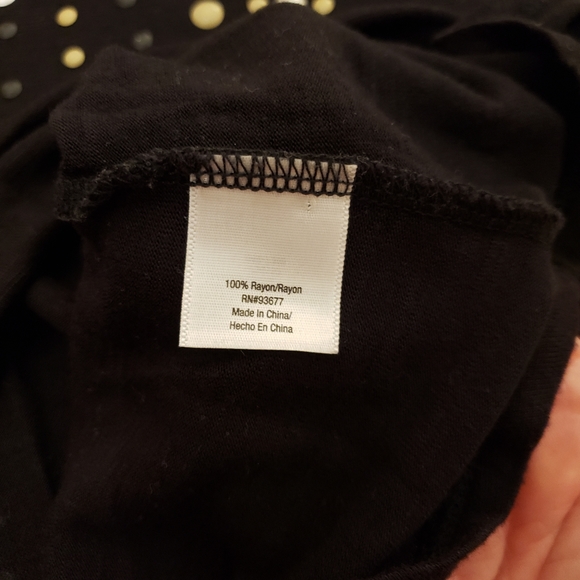 100% Rayon/Rayon
RN#93677
Made In China/
Hecho En China